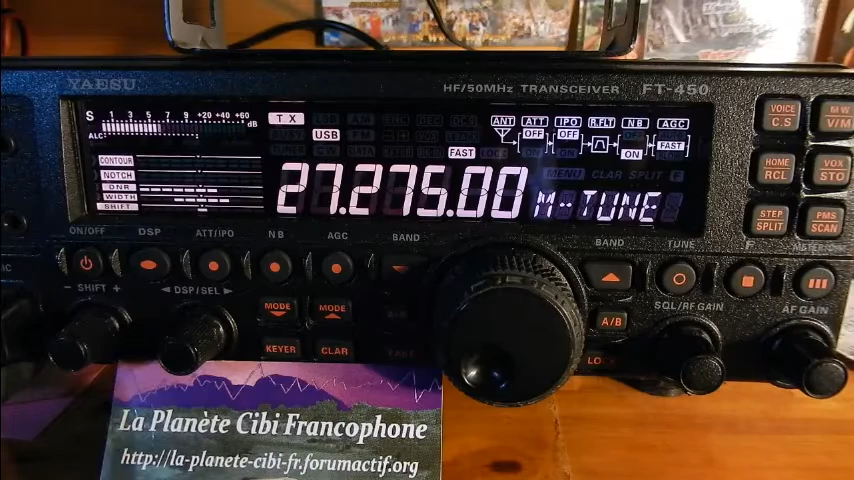 YAESU
HF/50MHz TRANSCEIVER FT-450
S 1 3 5 7 9 +20 +40 +60 dB
ALC
TX
USB
FAST
ANT ATT IPO R.FLT NB AGC
OFF OFF
ON FAST
MENU CLAR SPLIT F
CONTOUR
NOTCH
DNR
WIDTH
SHIFT
27.275.00 M-TUNE
VOICE C.S
MW V/M
HOME RCL
VOX STO
STEP SPLIT
PMS SCAN
ON/OFF DSP ATT/IPO NB AGC BAND BAND TUNE F
- SHIFT + ◄DSP/SEL► MODE MODE
A/B
SQL/RF GAIN AF GAIN
KEYER CLAR
LOCK
La Planète Cibi Francophone
http://la-planete-cibi-fr.forumactif.org